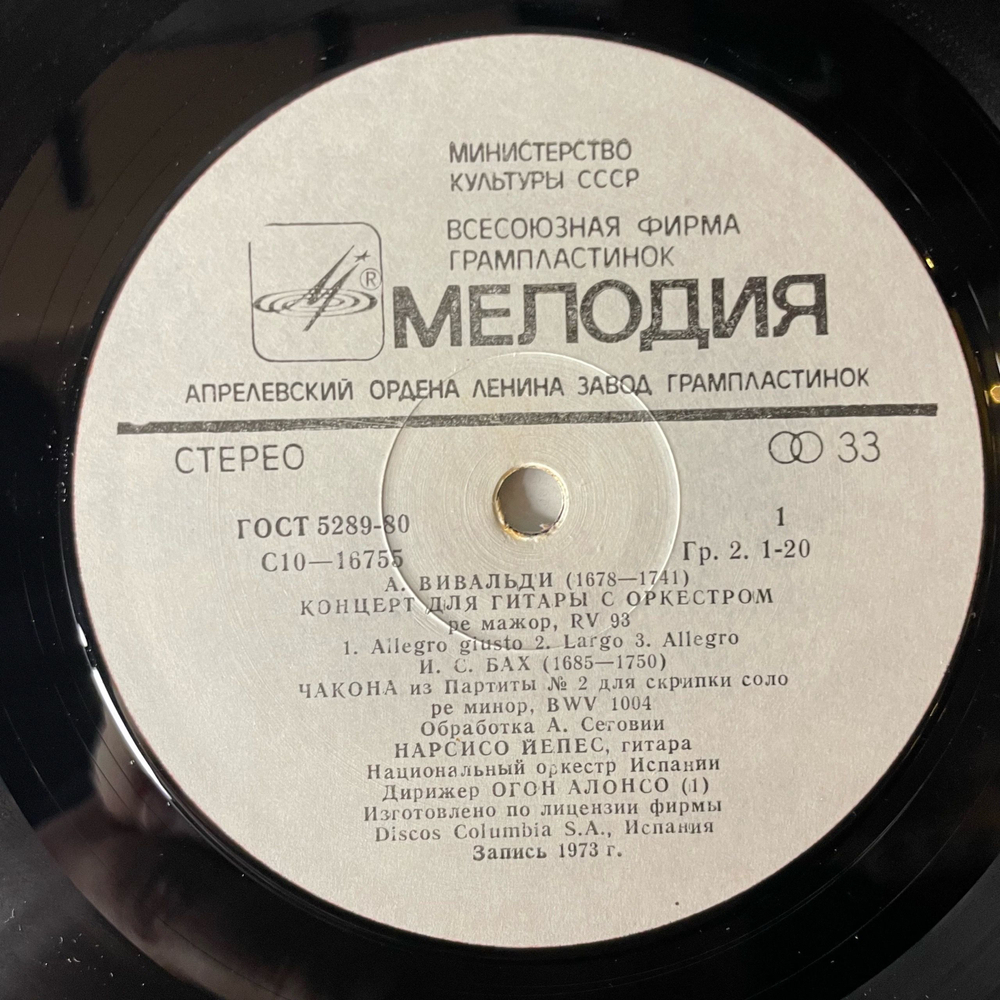 МИНИСТЕРСТВО
КУЛЬТУРЫ СССР
ВСЕСОЮЗНАЯ ФИРМА
ГРАМПЛАСТИНОК
®
МЕЛОДИЯ
АПРЕЛЕВСКИЙ ОРДЕНА ЛЕНИНА ЗАВОД ГРАМПЛАСТИНОК
СТЕРЕО 33
ГОСТ 5289-80 1
С10—16755 Гр. 2. 1-20
А. ВИВАЛЬДИ (1678—1741)
КОНЦЕРТ ДЛЯ ГИТАРЫ С ОРКЕСТРОМ
ре мажор, RV 93
1. Allegro giusto 2. Largo 3. Allegro
И. С. БАХ (1685—1750)
ЧАКОНА из Партиты № 2 для скрипки соло
ре минор, BWV 1004
Обработка А. Сеговии
НАРСИСО ЙЕПЕС, гитара
Национальный оркестр Испании
Дирижер ОГОН АЛОНСО (1)
Изготовлено по лицензии фирмы
Discos Columbia S.A., Испания
Запись 1973 г.